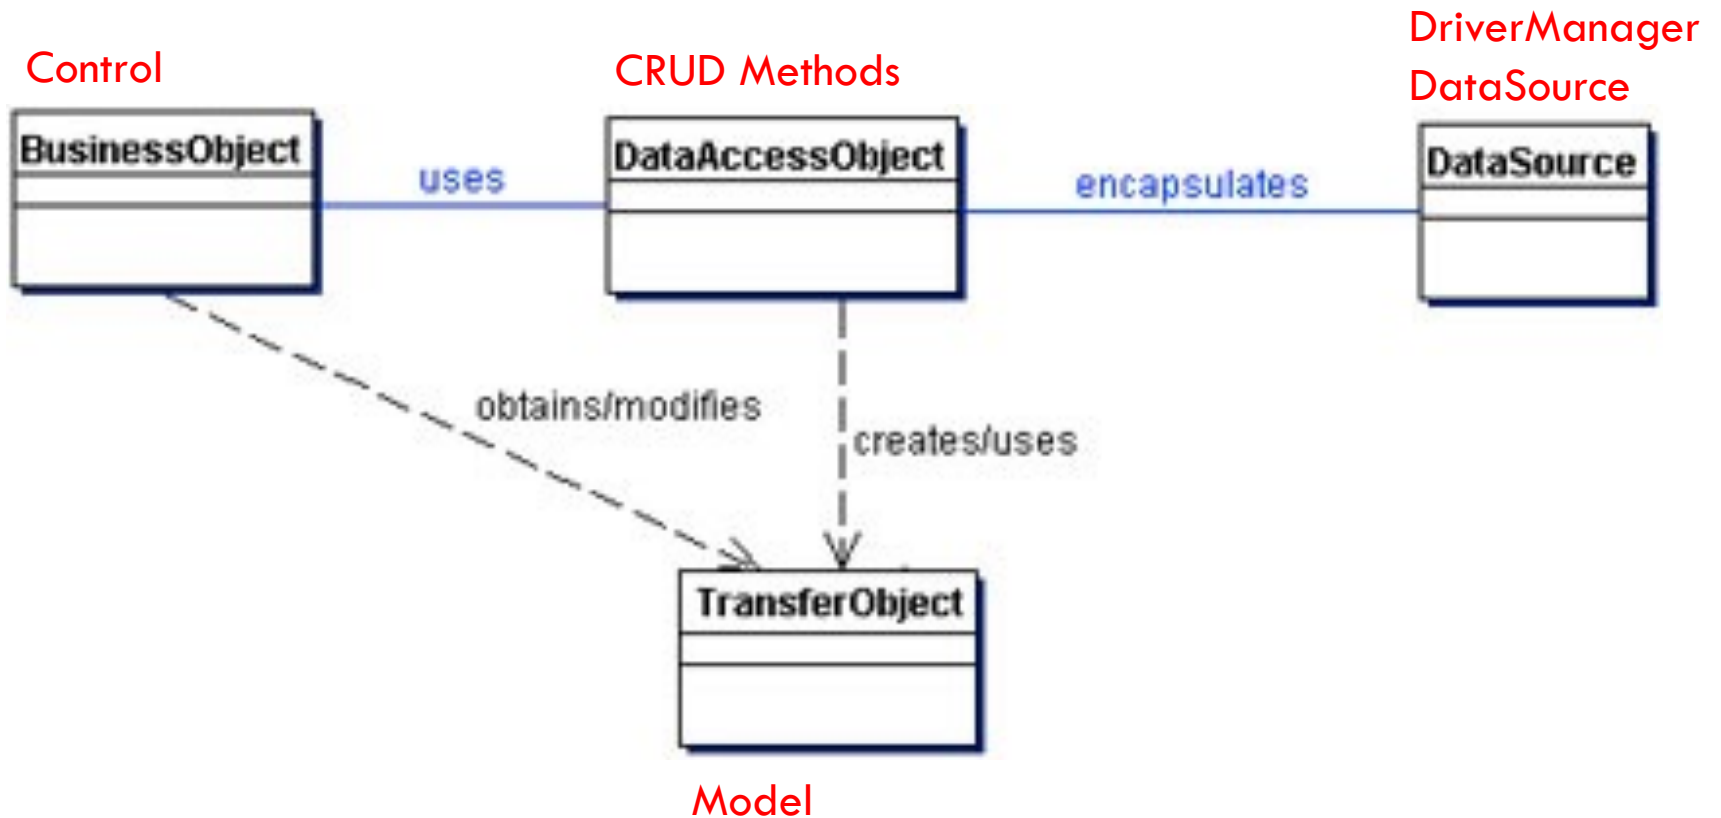 Control
CRUD Methods
DriverManager
DataSource
BusinessObject
uses
DataAccessObject
encapsulates
DataSource
obtains/modifies
creates/uses
TransferObject
Model